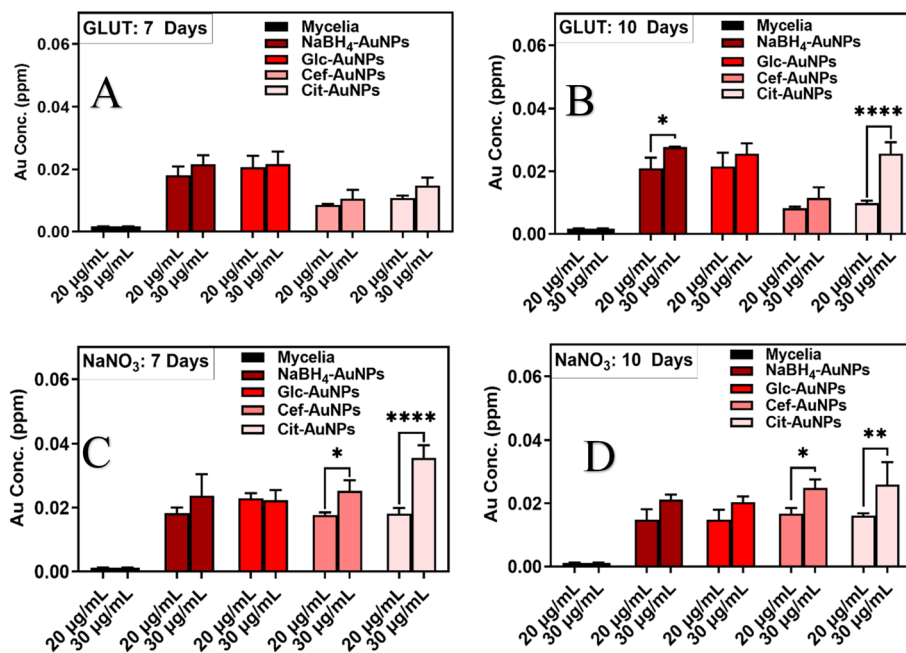 GLUT: 7 Days
Mycelia
NaBH₄-AuNPs
Glc-AuNPs
Cef-AuNPs
Cit-AuNPs
A
Au Conc. (ppm)
0.06
0.04
0.02
0.00
20 µg/mL
30 µg/mL
20 µg/mL
30 µg/mL
20 µg/mL
30 µg/mL
20 µg/mL
30 µg/mL
20 µg/mL
30 µg/mL
GLUT: 10 Days
Mycelia
NaBH₄-AuNPs
Glc-AuNPs
Cef-AuNPs
Cit-AuNPs
B
*
****
Au Conc. (ppm)
0.06
0.04
0.02
0.00
20 µg/mL
30 µg/mL
20 µg/mL
30 µg/mL
20 µg/mL
30 µg/mL
20 µg/mL
30 µg/mL
20 µg/mL
30 µg/mL
NaNO₃: 7 Days
Mycelia
NaBH₄-AuNPs
Glc-AuNPs
Cef-AuNPs
Cit-AuNPs
C
*
****
Au Conc. (ppm)
0.06
0.04
0.02
0.00
20 µg/mL
30 µg/mL
20 µg/mL
30 µg/mL
20 µg/mL
30 µg/mL
20 µg/mL
30 µg/mL
20 µg/mL
30 µg/mL
NaNO₃: 10 Days
Mycelia
NaBH₄-AuNPs
Glc-AuNPs
Cef-AuNPs
Cit-AuNPs
D
*
**
Au Conc. (ppm)
0.06
0.04
0.02
0.00
20 µg/mL
30 µg/mL
20 µg/mL
30 µg/mL
20 µg/mL
30 µg/mL
20 µg/mL
30 µg/mL
20 µg/mL
30 µg/mL